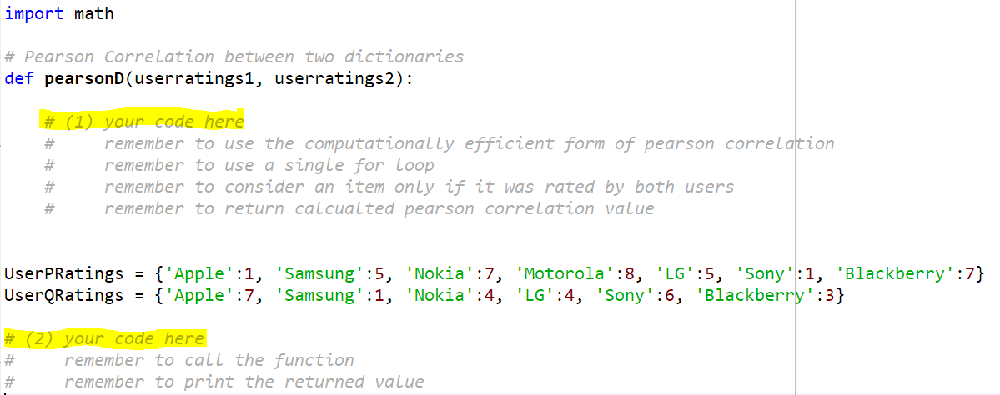 import math
# Pearson Correlation between two dictionaries
def pearsonD(userratings1, userratings2):
# (1) your code here
# remember to use the computationally efficient form of pearson correlation
# remember to use a single for loop
# remember to consider an item only if it was rated by both users
# remember to return calcualted pearson correlation value
UserPRatings = {'Apple':1, 'Samsung':5, 'Nokia':7, 'Motorola':8, 'LG':5, 'Sony':1, 'Blackberry':7}
UserQRatings = {'Apple':7, 'Samsung':1, 'Nokia':4, 'LG':4, 'Sony':6, 'Blackberry':3}
# (2) your code here
# remember to call the function
# remember to print the returned value